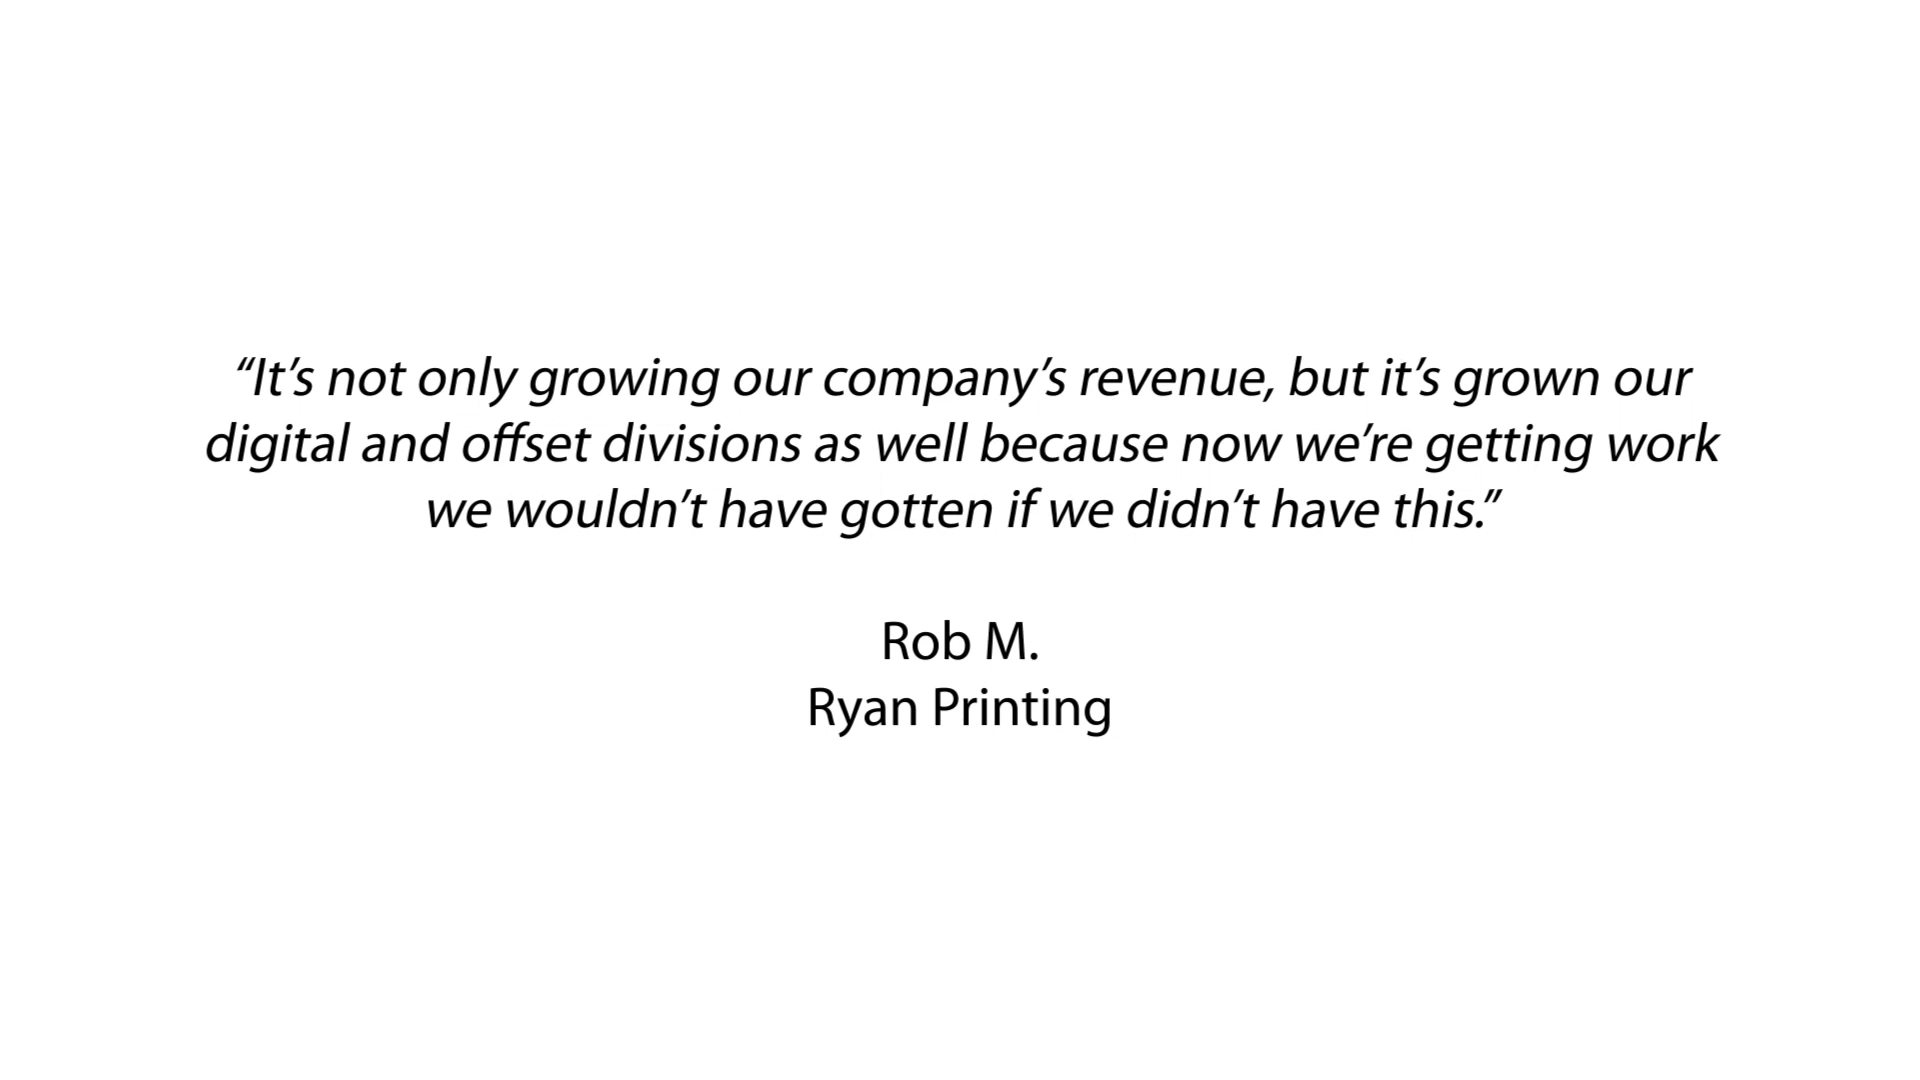 “It’s not only growing our company’s revenue, but it’s grown our
digital and offset divisions as well because now we’re getting work
we wouldn’t have gotten if we didn’t have this.”
Rob M.
Ryan Printing